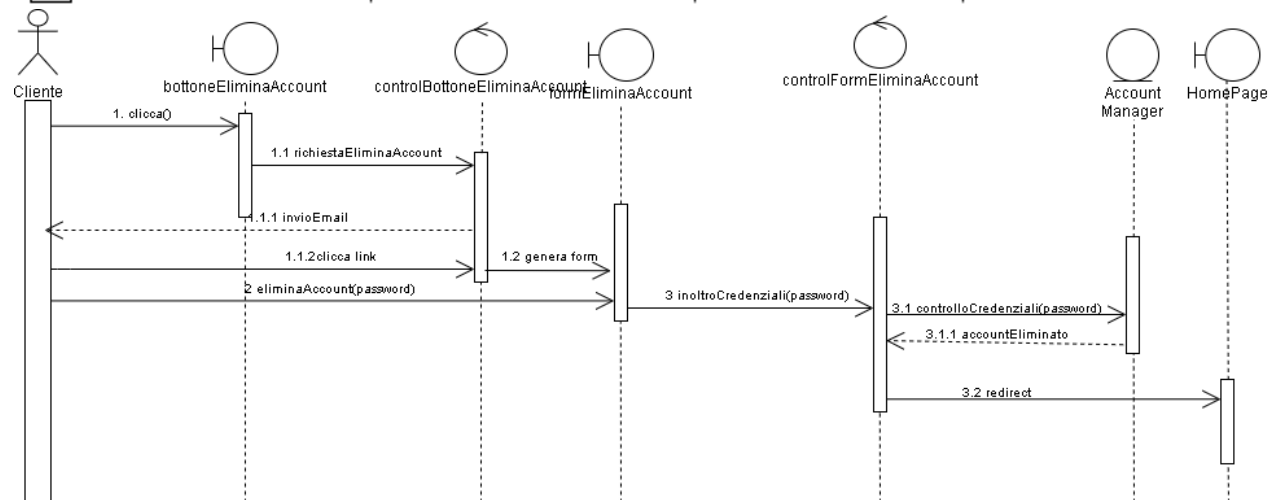 Cliente
bottoneEliminaAccount
controlBottoneEliminaAccount
formEliminaAccount
controlFormEliminaAccount
Account
Manager
HomePage
1. clicca()
1.1 richiestaEliminaAccount
1.1.1 invioEmail
1.1.2clicca link
1.2 genera form
2 eliminaAccount(password)
3 inoltroCredenziali(password)
3.1 controlloCredenziali(password)
3.1.1 accountEliminato
3.2 redirect